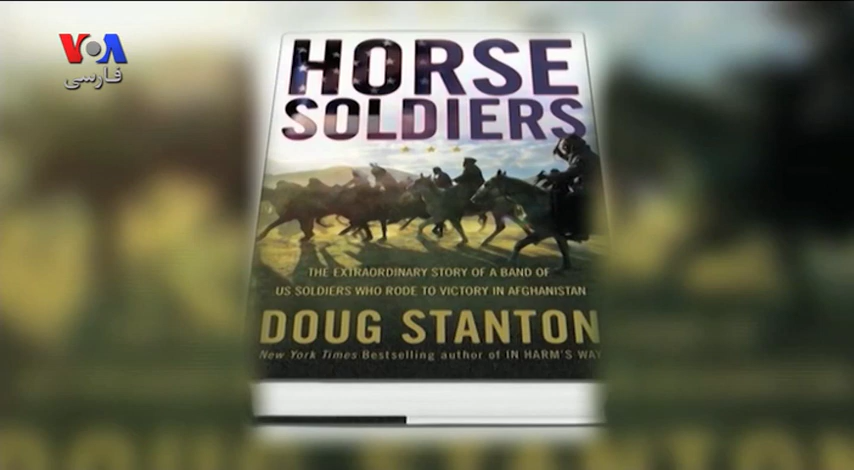 VOA
فارسی
HORSE
SOLDIERS
THE EXTRAORDINARY STORY OF A BAND OF
US SOLDIERS WHO RODE TO VICTORY IN AFGHANISTAN
DOUG STANTON
New York Times Bestselling author of IN HARM'S WAY